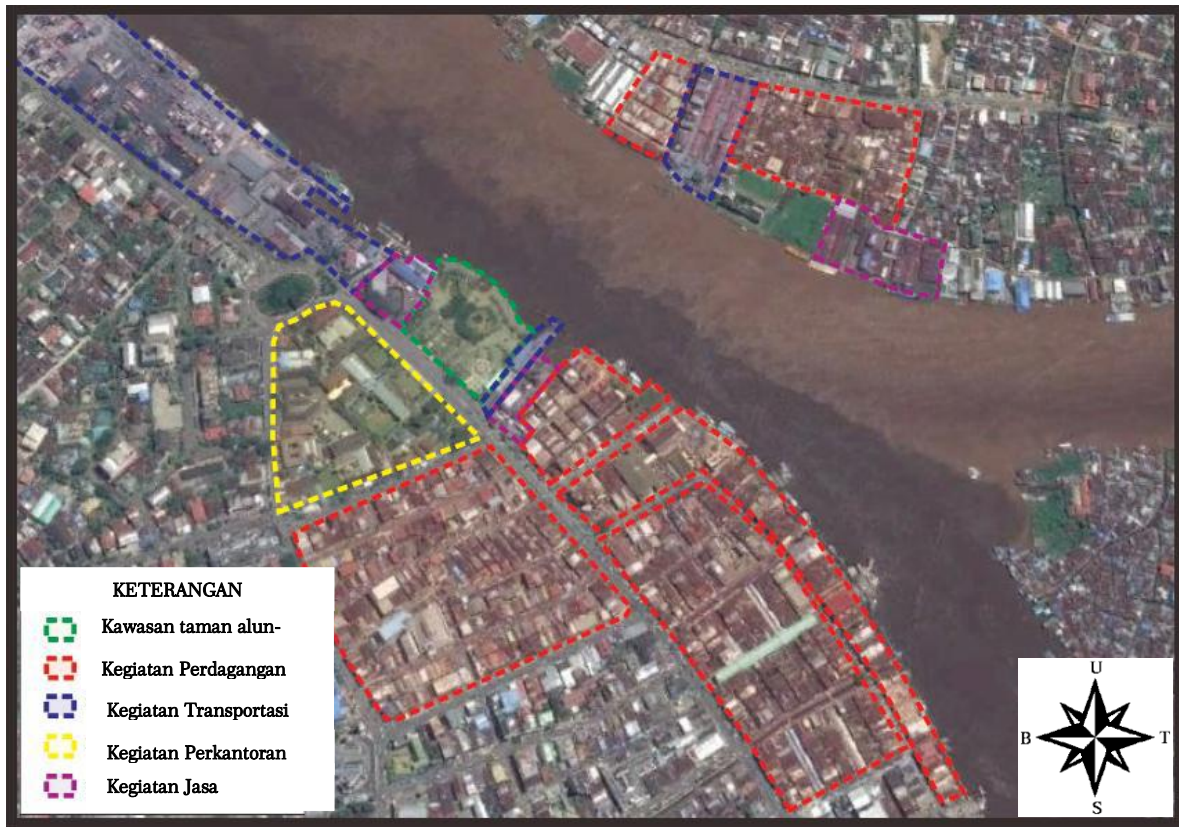 KETERANGAN
Kawasan taman alun-
Kegiatan Perdagangan
Kegiatan Transportasi
Kegiatan Perkantoran
Kegiatan Jasa
U
B T
S